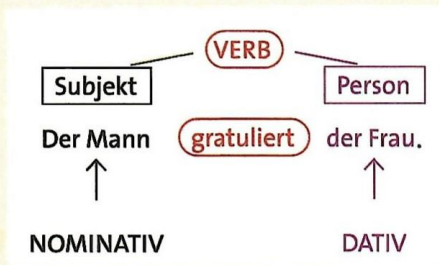 VERB
Subjekt Person
Der Mann gratuliert der Frau.
NOMINATIV DATIV